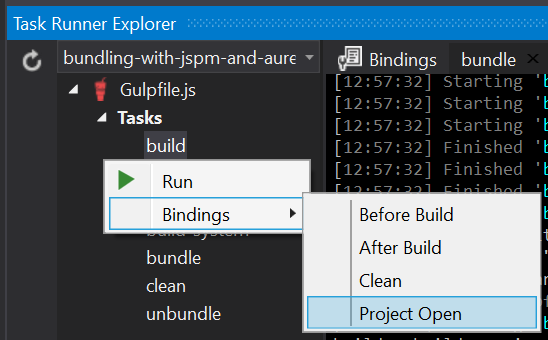 Task Runner Explorer
bundling-with-jspm-and-aure
Bindings
bundle
Gulpfile.js
Tasks
build
Run
Bindings
build-system
bundle
clean
unbundle
Before Build
After Build
Clean
Project Open
[12:57:32] Starting 'b
[12:57:32] Starting 'b
[12:57:32] Starting 'b
[12:57:32] Finished 'b
[12:57:32] Finished 'b
[12:57:32] Finished 'b